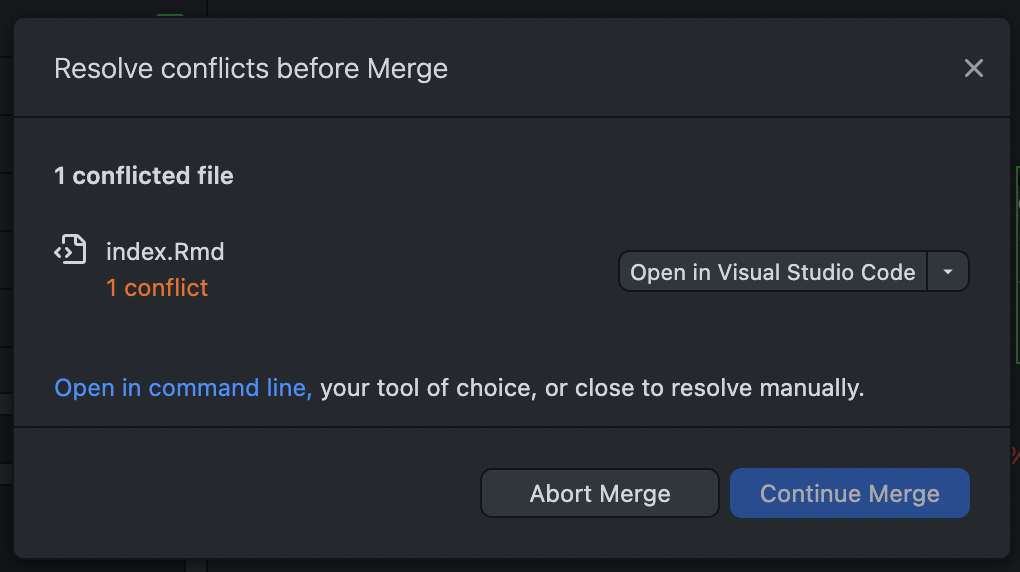 Resolve conflicts before Merge
1 conflicted file
index.Rmd
1 conflict
Open in Visual Studio Code
Open in command line, your tool of choice, or close to resolve manually.
Abort Merge
Continue Merge